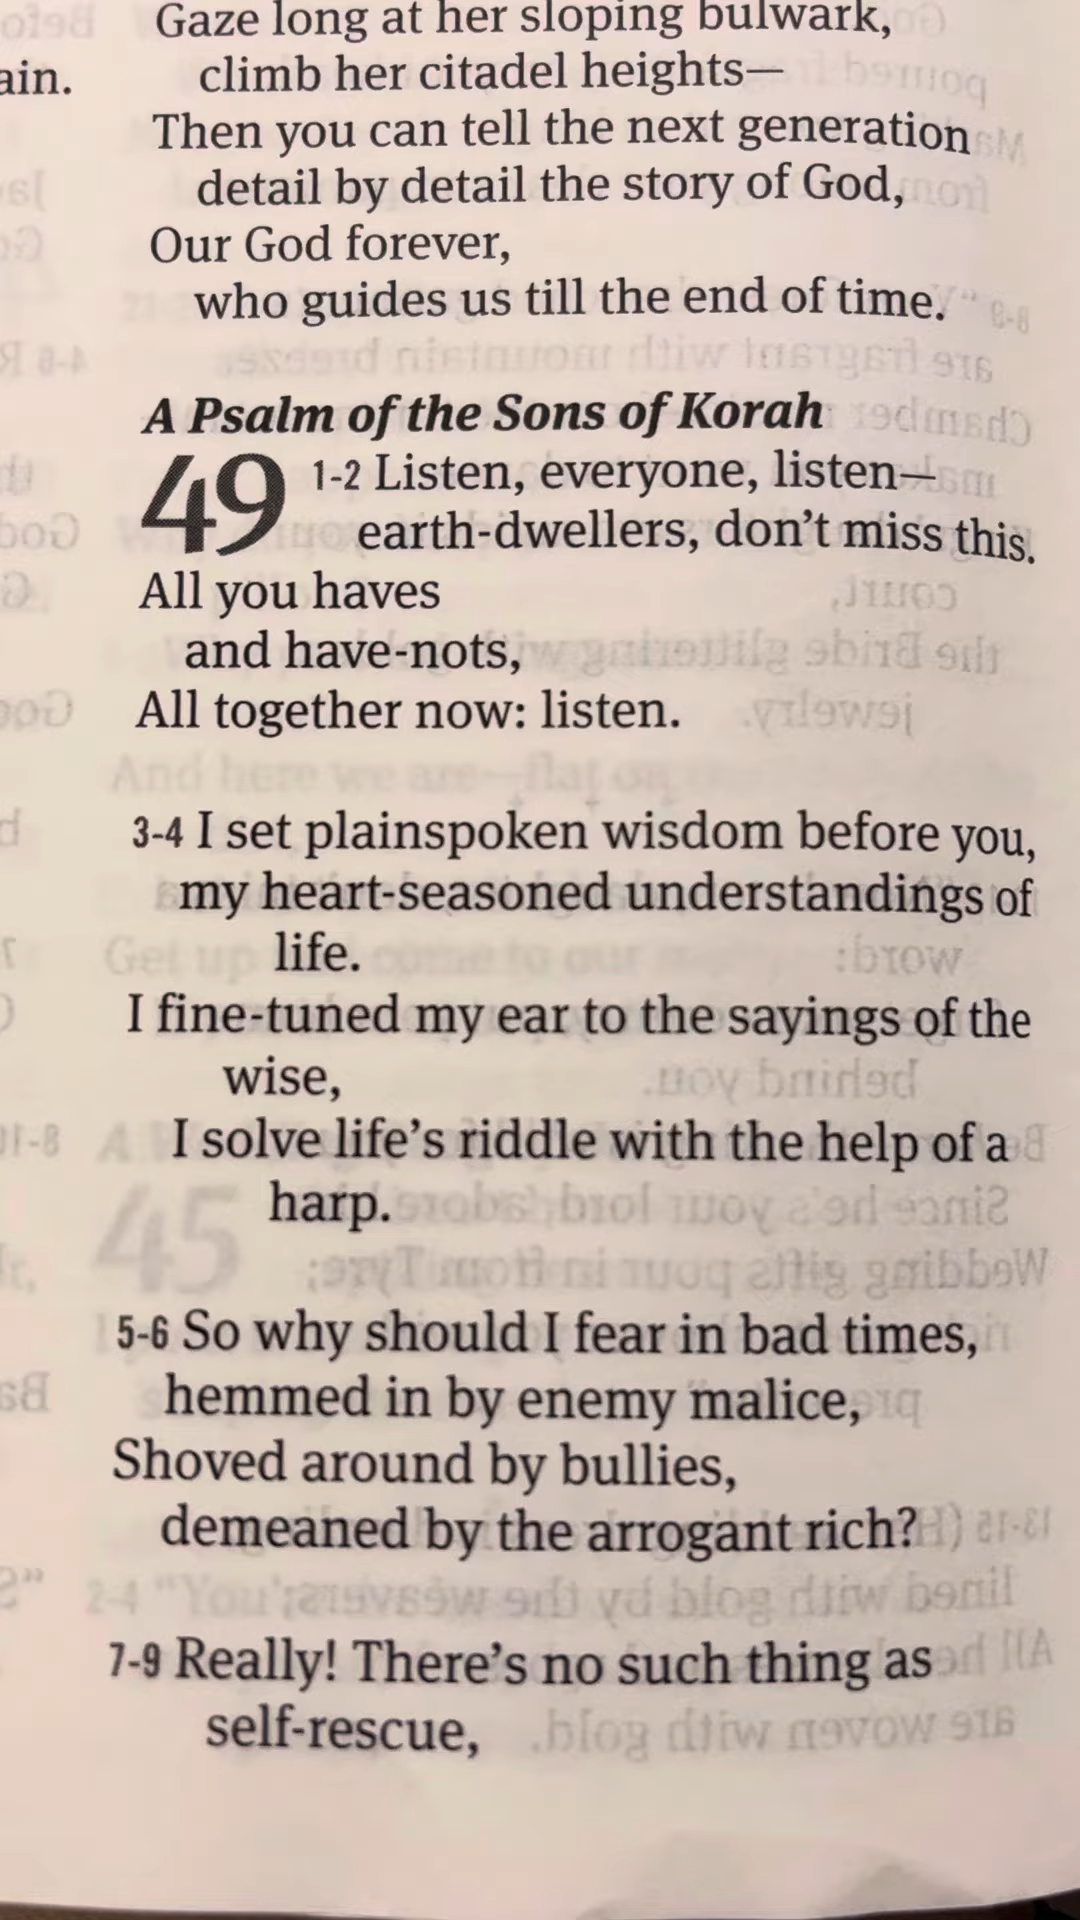 Gaze long at her sloping bulwark,
climb her citadel heights—
Then you can tell the next generation
detail by detail the story of God,
Our God forever,
who guides us till the end of time.
A Psalm of the Sons of Korah
49 1-2 Listen, everyone, listen—
earth-dwellers, don't miss this.
All you haves
and have-nots,
All together now: listen.
3-4 I set plainspoken wisdom before you,
my heart-seasoned understandings of
life.
I fine-tuned my ear to the sayings of the
wise,
I solve life's riddle with the help of a
harp.
5-6 So why should I fear in bad times,
hemmed in by enemy malice,
Shoved around by bullies,
demeaned by the arrogant rich?
7-9 Really! There's no such thing as
self-rescue,